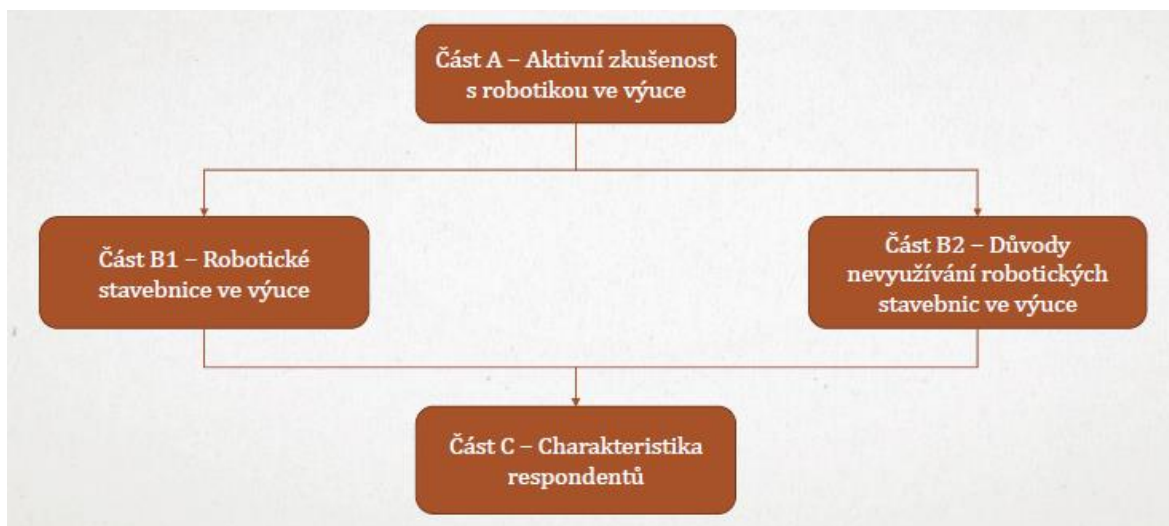 Část A – Aktivní zkušenost
s robotikou ve výuce
Část B1 – Robotické
stavebnice ve výuce
Část B2 – Důvody
nevyužívání robotických
stavebnic ve výuce
Část C – Charakteristika
respondentů